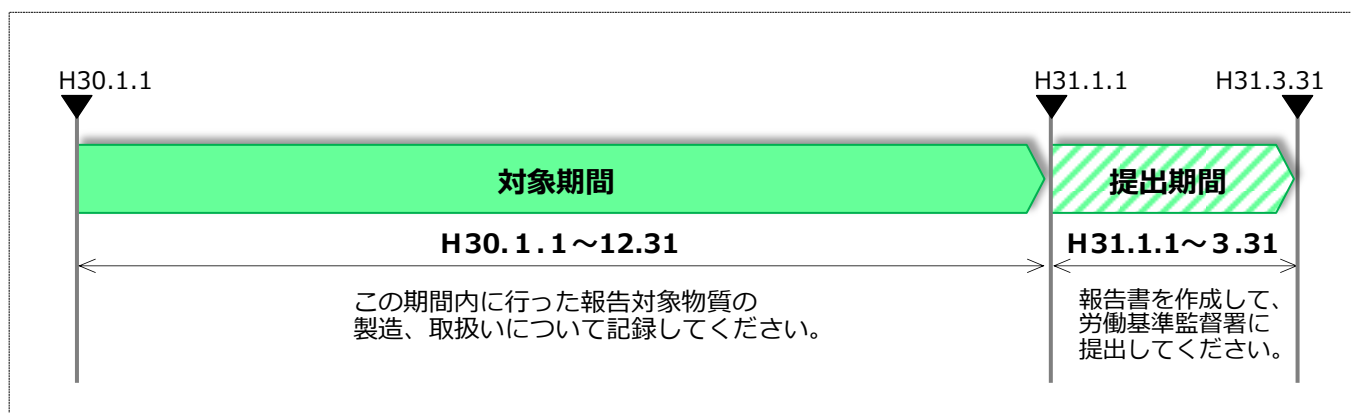 H30.1.1
H31.1.1
H31.3.31
対象期間
提出期間
H30.1.1～12.31
H31.1.1～3.31
この期間内に行った報告対象物質の
製造、取扱いについて記録してください。
報告書を作成して、
労働基準監督署に
提出してください。